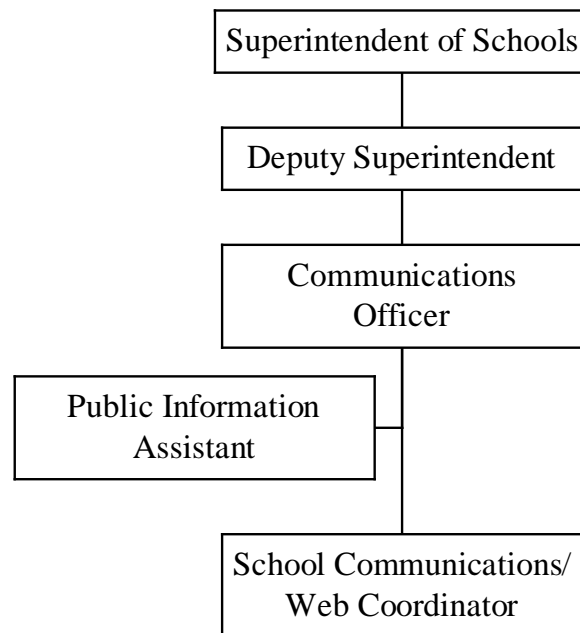 Superintendent of Schools
Deputy Superintendent
Communications
Officer
Public Information
Assistant
School Communications/
Web Coordinator